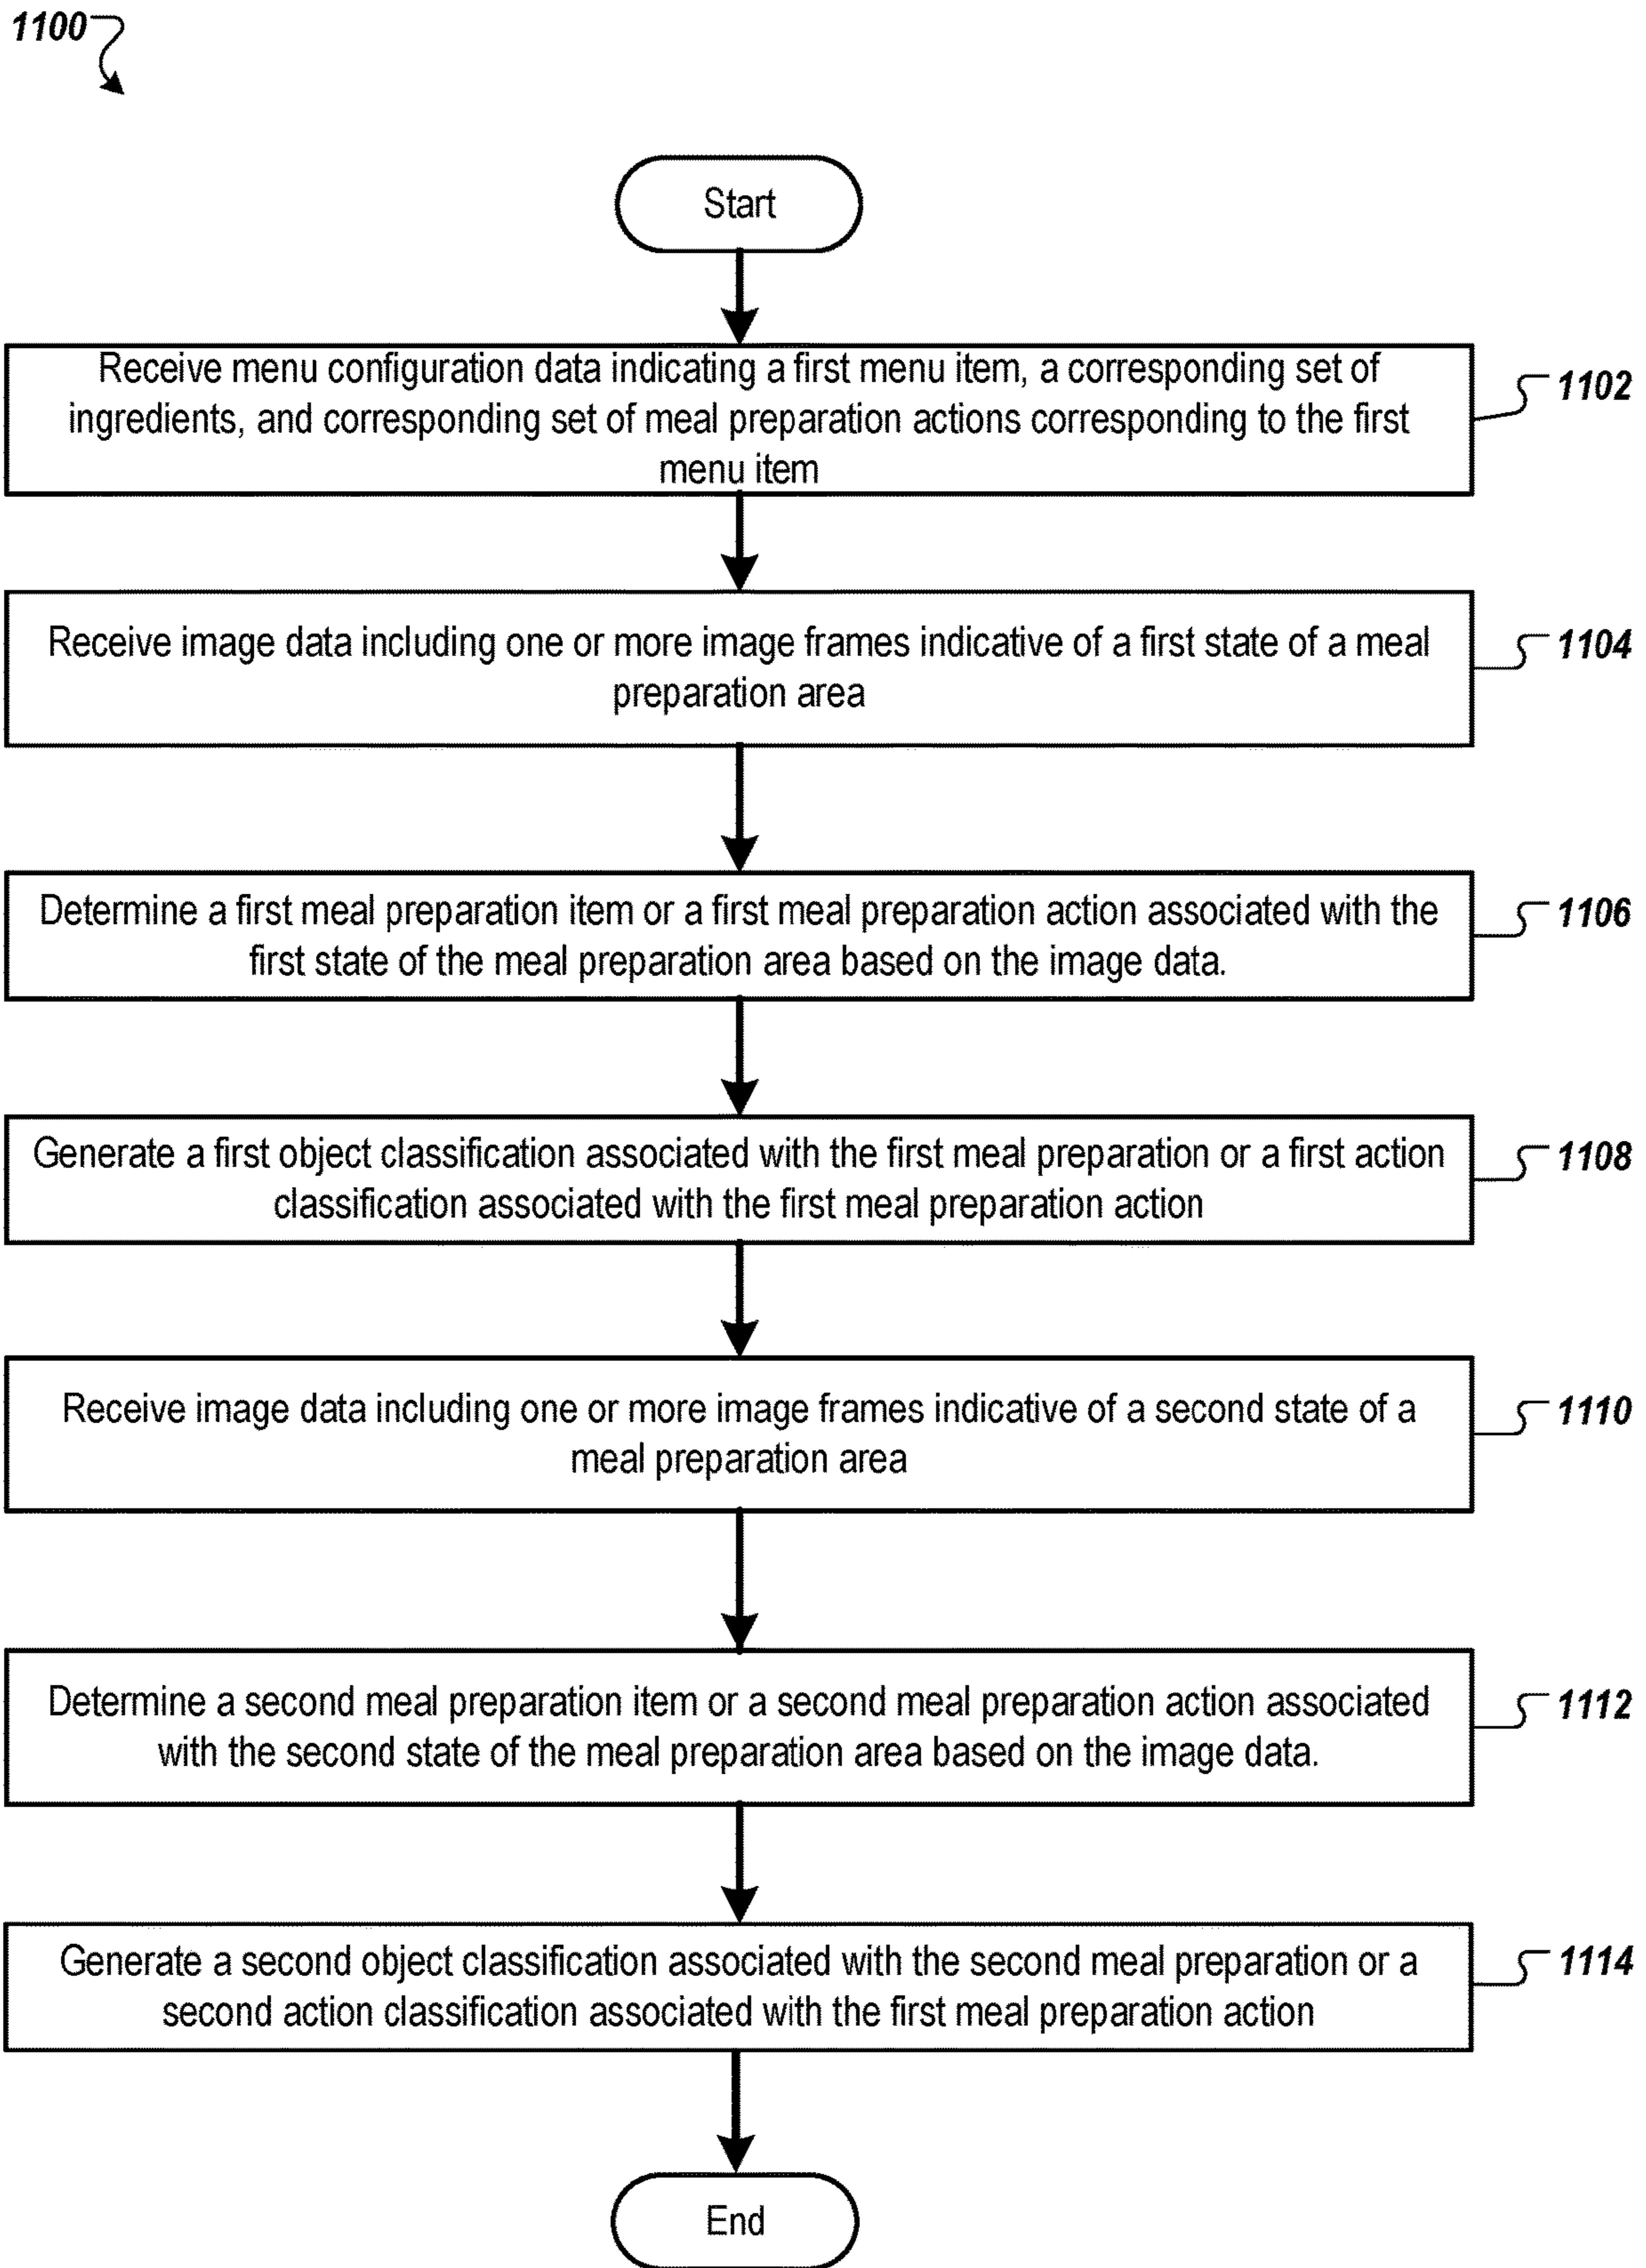 1100
Start
Receive menu configuration data indicating a first menu item, a corresponding set of
ingredients, and corresponding set of meal preparation actions corresponding to the first
menu item
1102
Receive image data including one or more image frames indicative of a first state of a meal
preparation area
1104
Determine a first meal preparation item or a first meal preparation action associated with the
first state of the meal preparation area based on the image data.
1106
Generate a first object classification associated with the first meal preparation or a first action
classification associated with the first meal preparation action
1108
Receive image data including one or more image frames indicative of a second state of a
meal preparation area
1110
Determine a second meal preparation item or a second meal preparation action associated
with the second state of the meal preparation area based on the image data.
1112
Generate a second object classification associated with the second meal preparation or a
second action classification associated with the first meal preparation action
1114
End